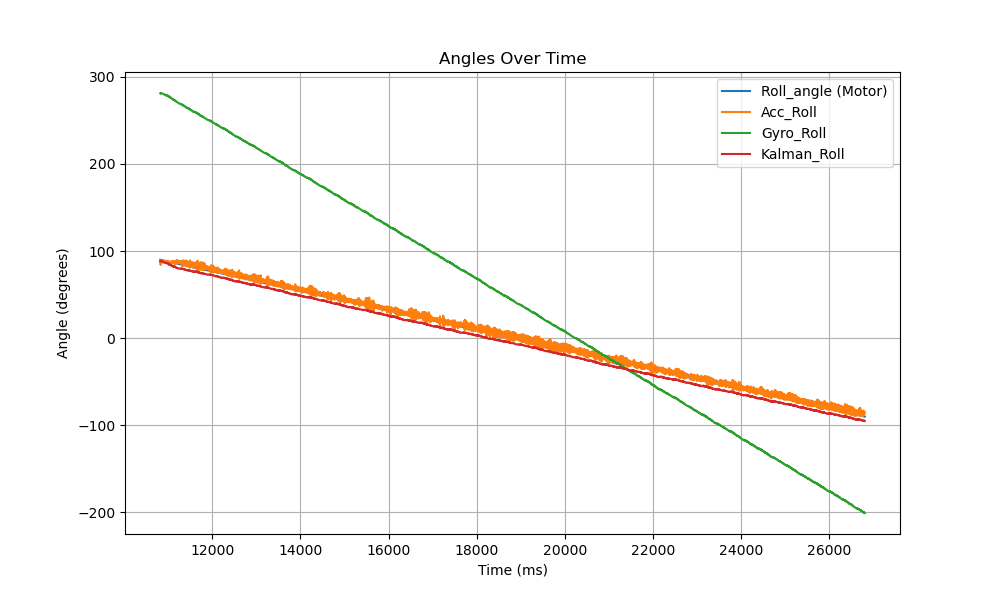 Angles Over Time
Roll_angle (Motor)
Acc_Roll
Gyro_Roll
Kalman_Roll
Angle (degrees)
300
200
100
0
−100
−200
12000 14000 16000 18000 20000 22000 24000 26000
Time (ms)